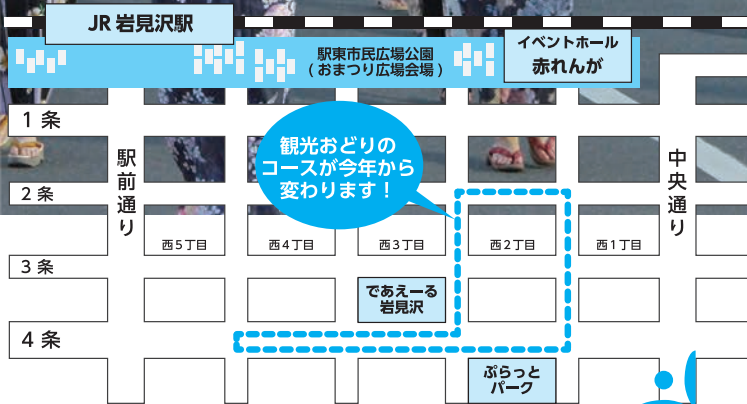 JR 岩見沢駅
駅東市民広場公園
( おまつり広場会場 )
イベントホール
赤れんが
1 条
観光おどりの
コースが今年から
変わります！
駅前通り
中央通り
2 条
西5丁目
西4丁目
西3丁目
西2丁目
西1丁目
3 条
であえーる
岩見沢
4 条
ぷらっと
パーク